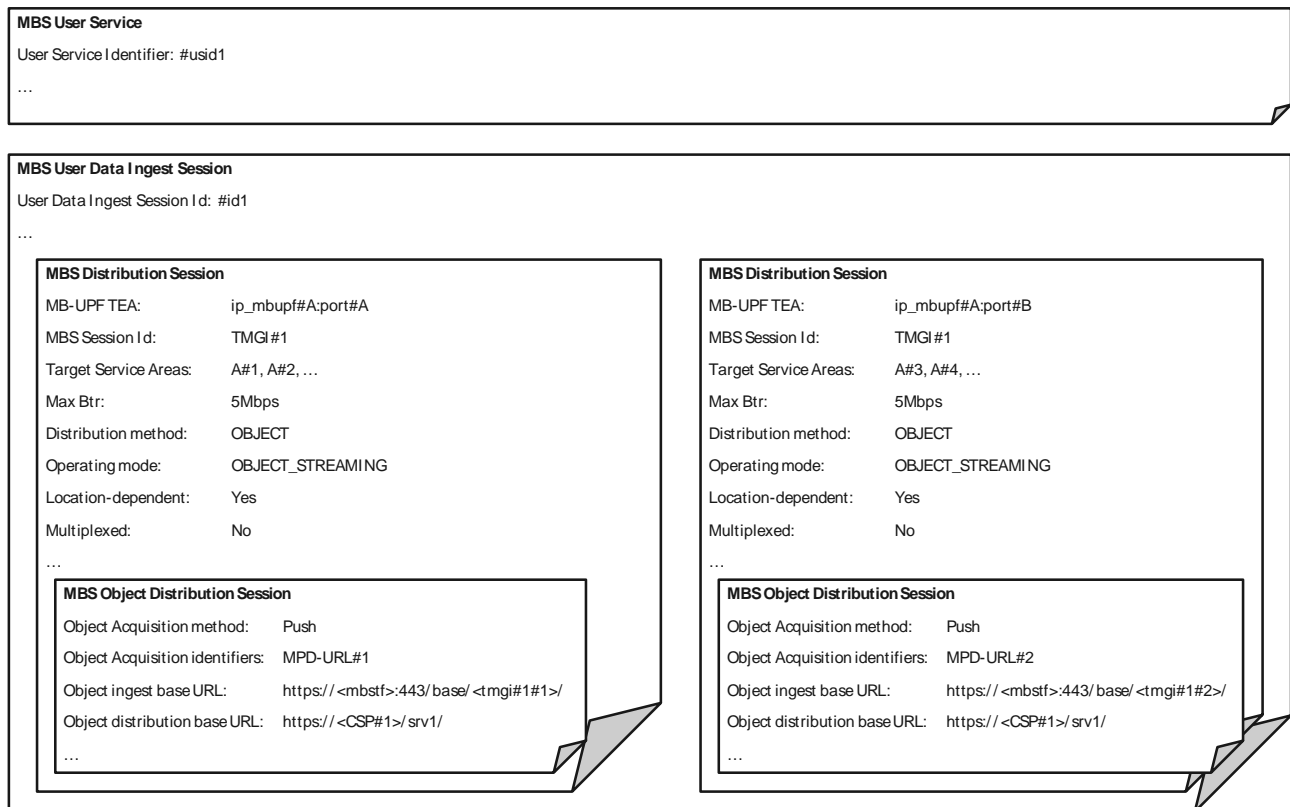 MBS User Service
User Service Identifier: #usid1
…
MBS User Data Ingest Session
User Data Ingest Session Id: #id1
…
MBS Distribution Session
MB-UPF TEA: ip_mbupf#A:port#A
MBS Session Id: TMGI#1
Target Service Areas: A#1, A#2, …
Max Btr: 5Mbps
Distribution method: OBJECT
Operating mode: OBJECT_STREAMING
Location-dependent: Yes
Multiplexed: No
…
MBS Object Distribution Session
Object Acquisition method: Push
Object Acquisition identifiers: MPD-URL#1
Object ingest base URL: https://<mbstf>:443/base/<tmgi#1#1>/
Object distribution base URL: https://<CSP#1>/srv1/
…
MBS Distribution Session
MB-UPF TEA: ip_mbupf#A:port#B
MBS Session Id: TMGI#1
Target Service Areas: A#3, A#4, …
Max Btr: 5Mbps
Distribution method: OBJECT
Operating mode: OBJECT_STREAMING
Location-dependent: Yes
Multiplexed: No
…
MBS Object Distribution Session
Object Acquisition method: Push
Object Acquisition identifiers: MPD-URL#2
Object ingest base URL: https://<mbstf>:443/base/<tmgi#1#2>/
Object distribution base URL: https://<CSP#1>/srv1/
…